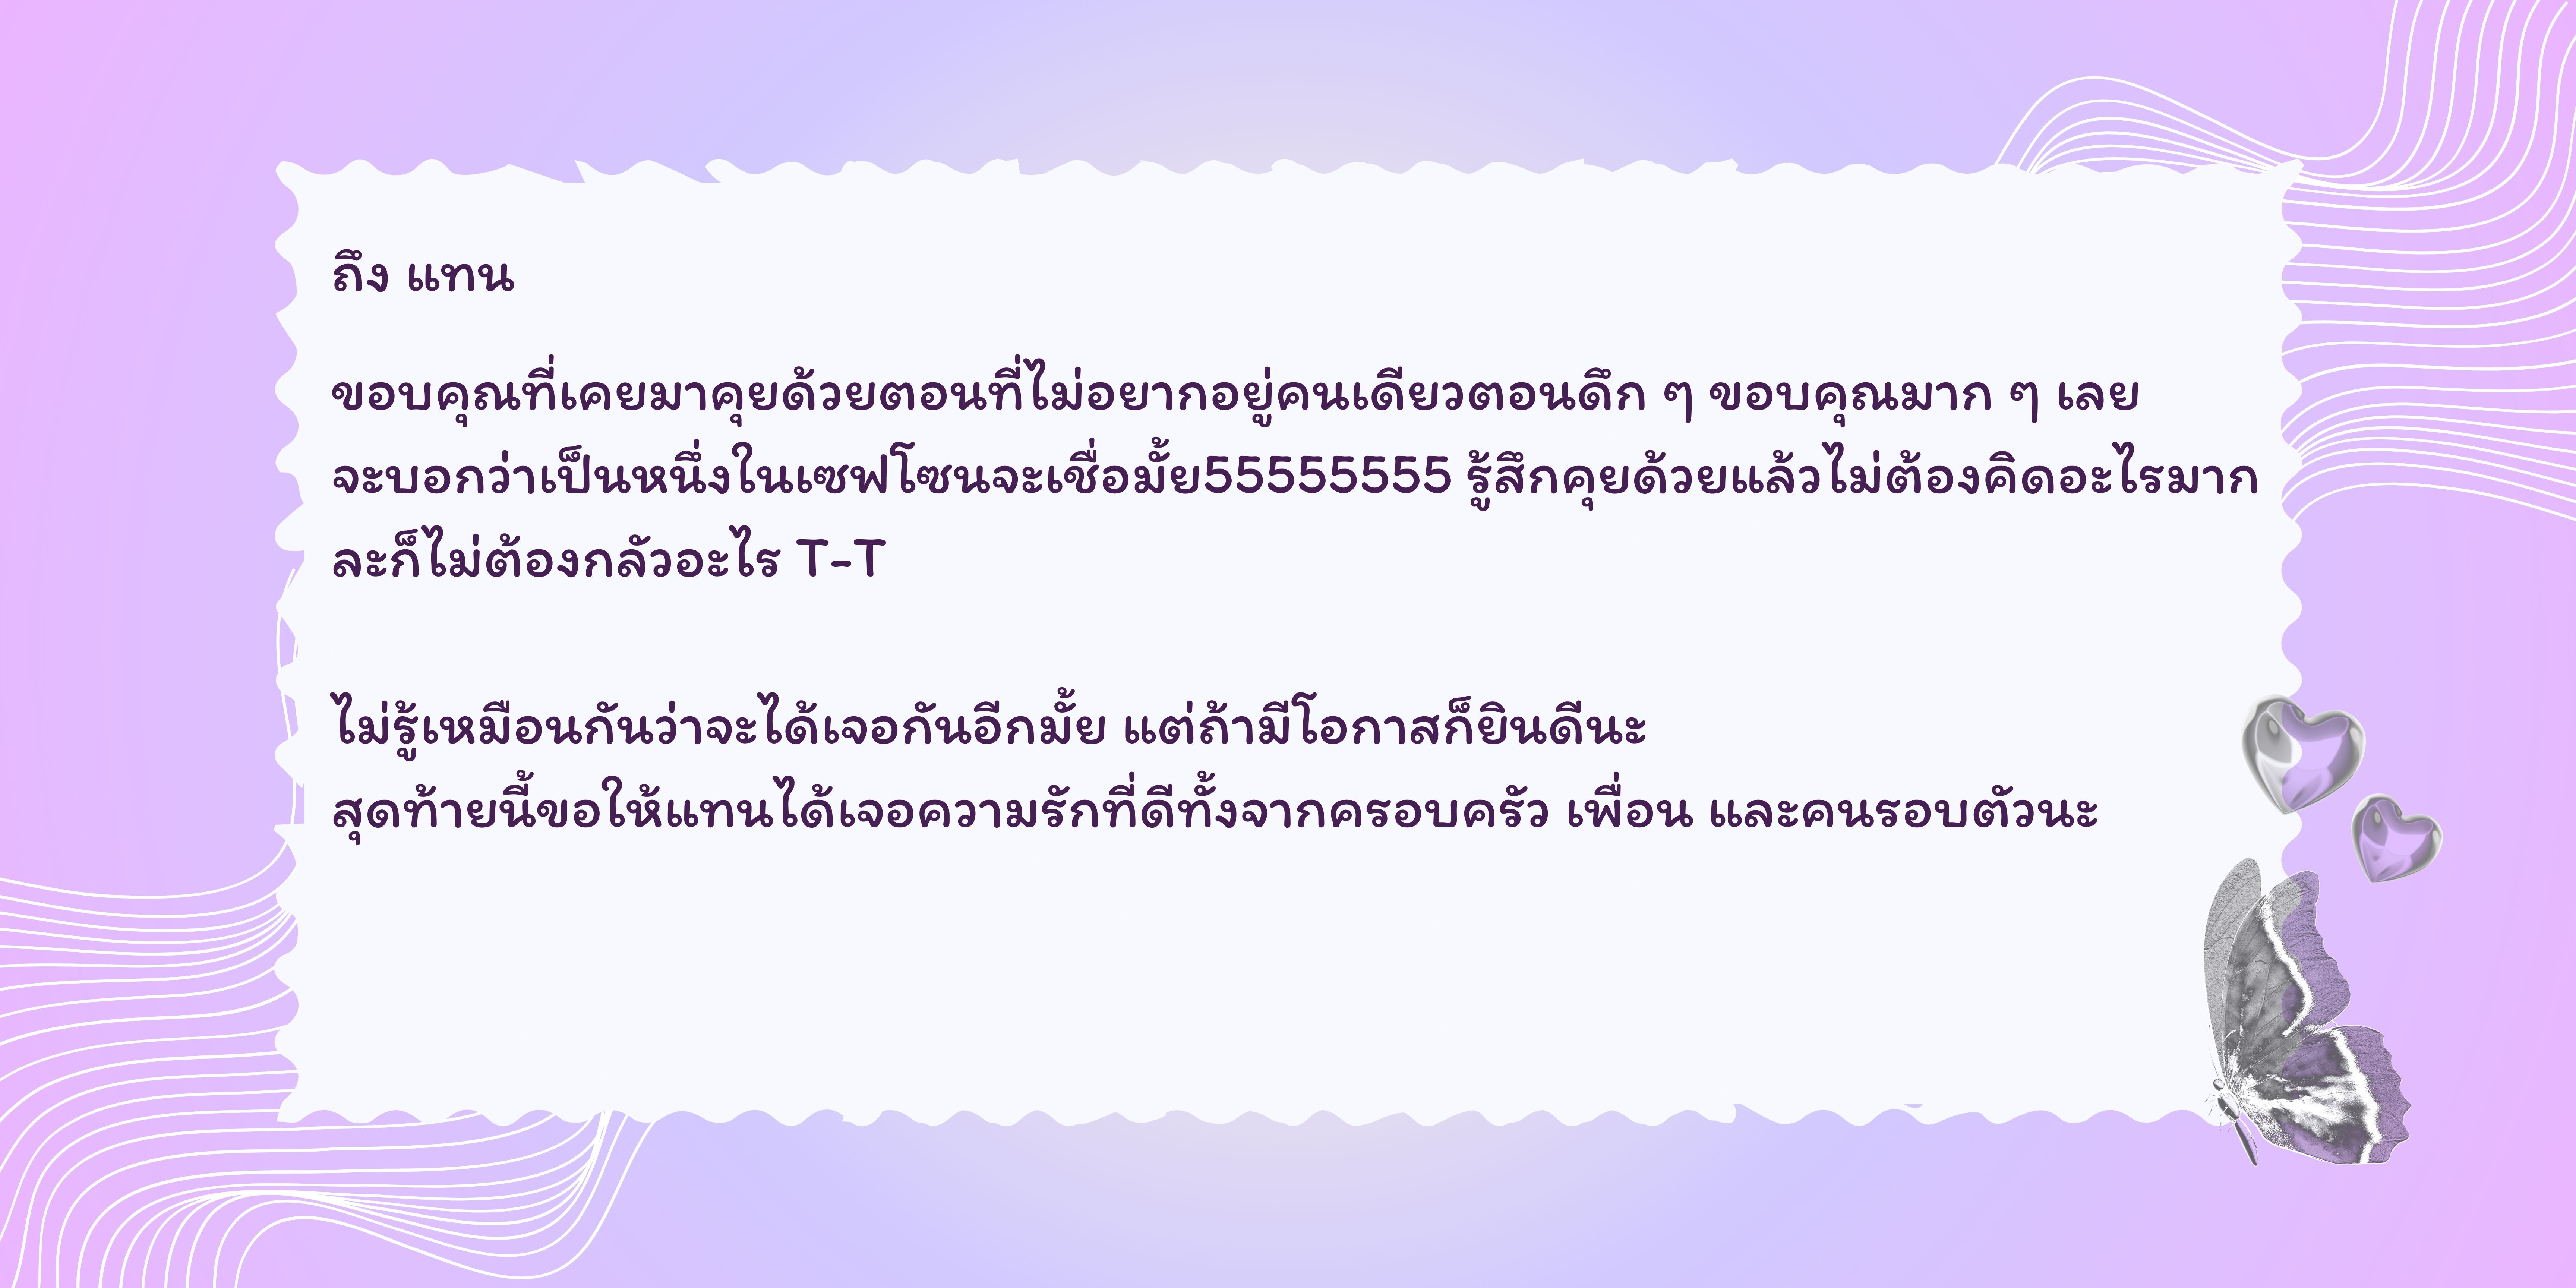 ถึง แทน
ขอบคุณที่เคยมาคุยด้วยตอนที่ไม่อยากอยู่คนเดียวตอนดึก ๆ ขอบคุณมาก ๆ เลย
จะบอกว่าเป็นหนึ่งในเซฟโซนจะเชื่อมั้ย55555555 รู้สึกคุยด้วยแล้วไม่ต้องคิดอะไรมาก
ละก็ไม่ต้องกลัวอะไร T-T
ไม่รู้เหมือนกันว่าจะได้เจอกันอีกมั้ย แต่ถ้ามีโอกาสก็ยินดีนะ
สุดท้ายนี้ขอให้แทนได้เจอความรักที่ดีทั้งจากครอบครัว เพื่อน และคนรอบตัวนะ